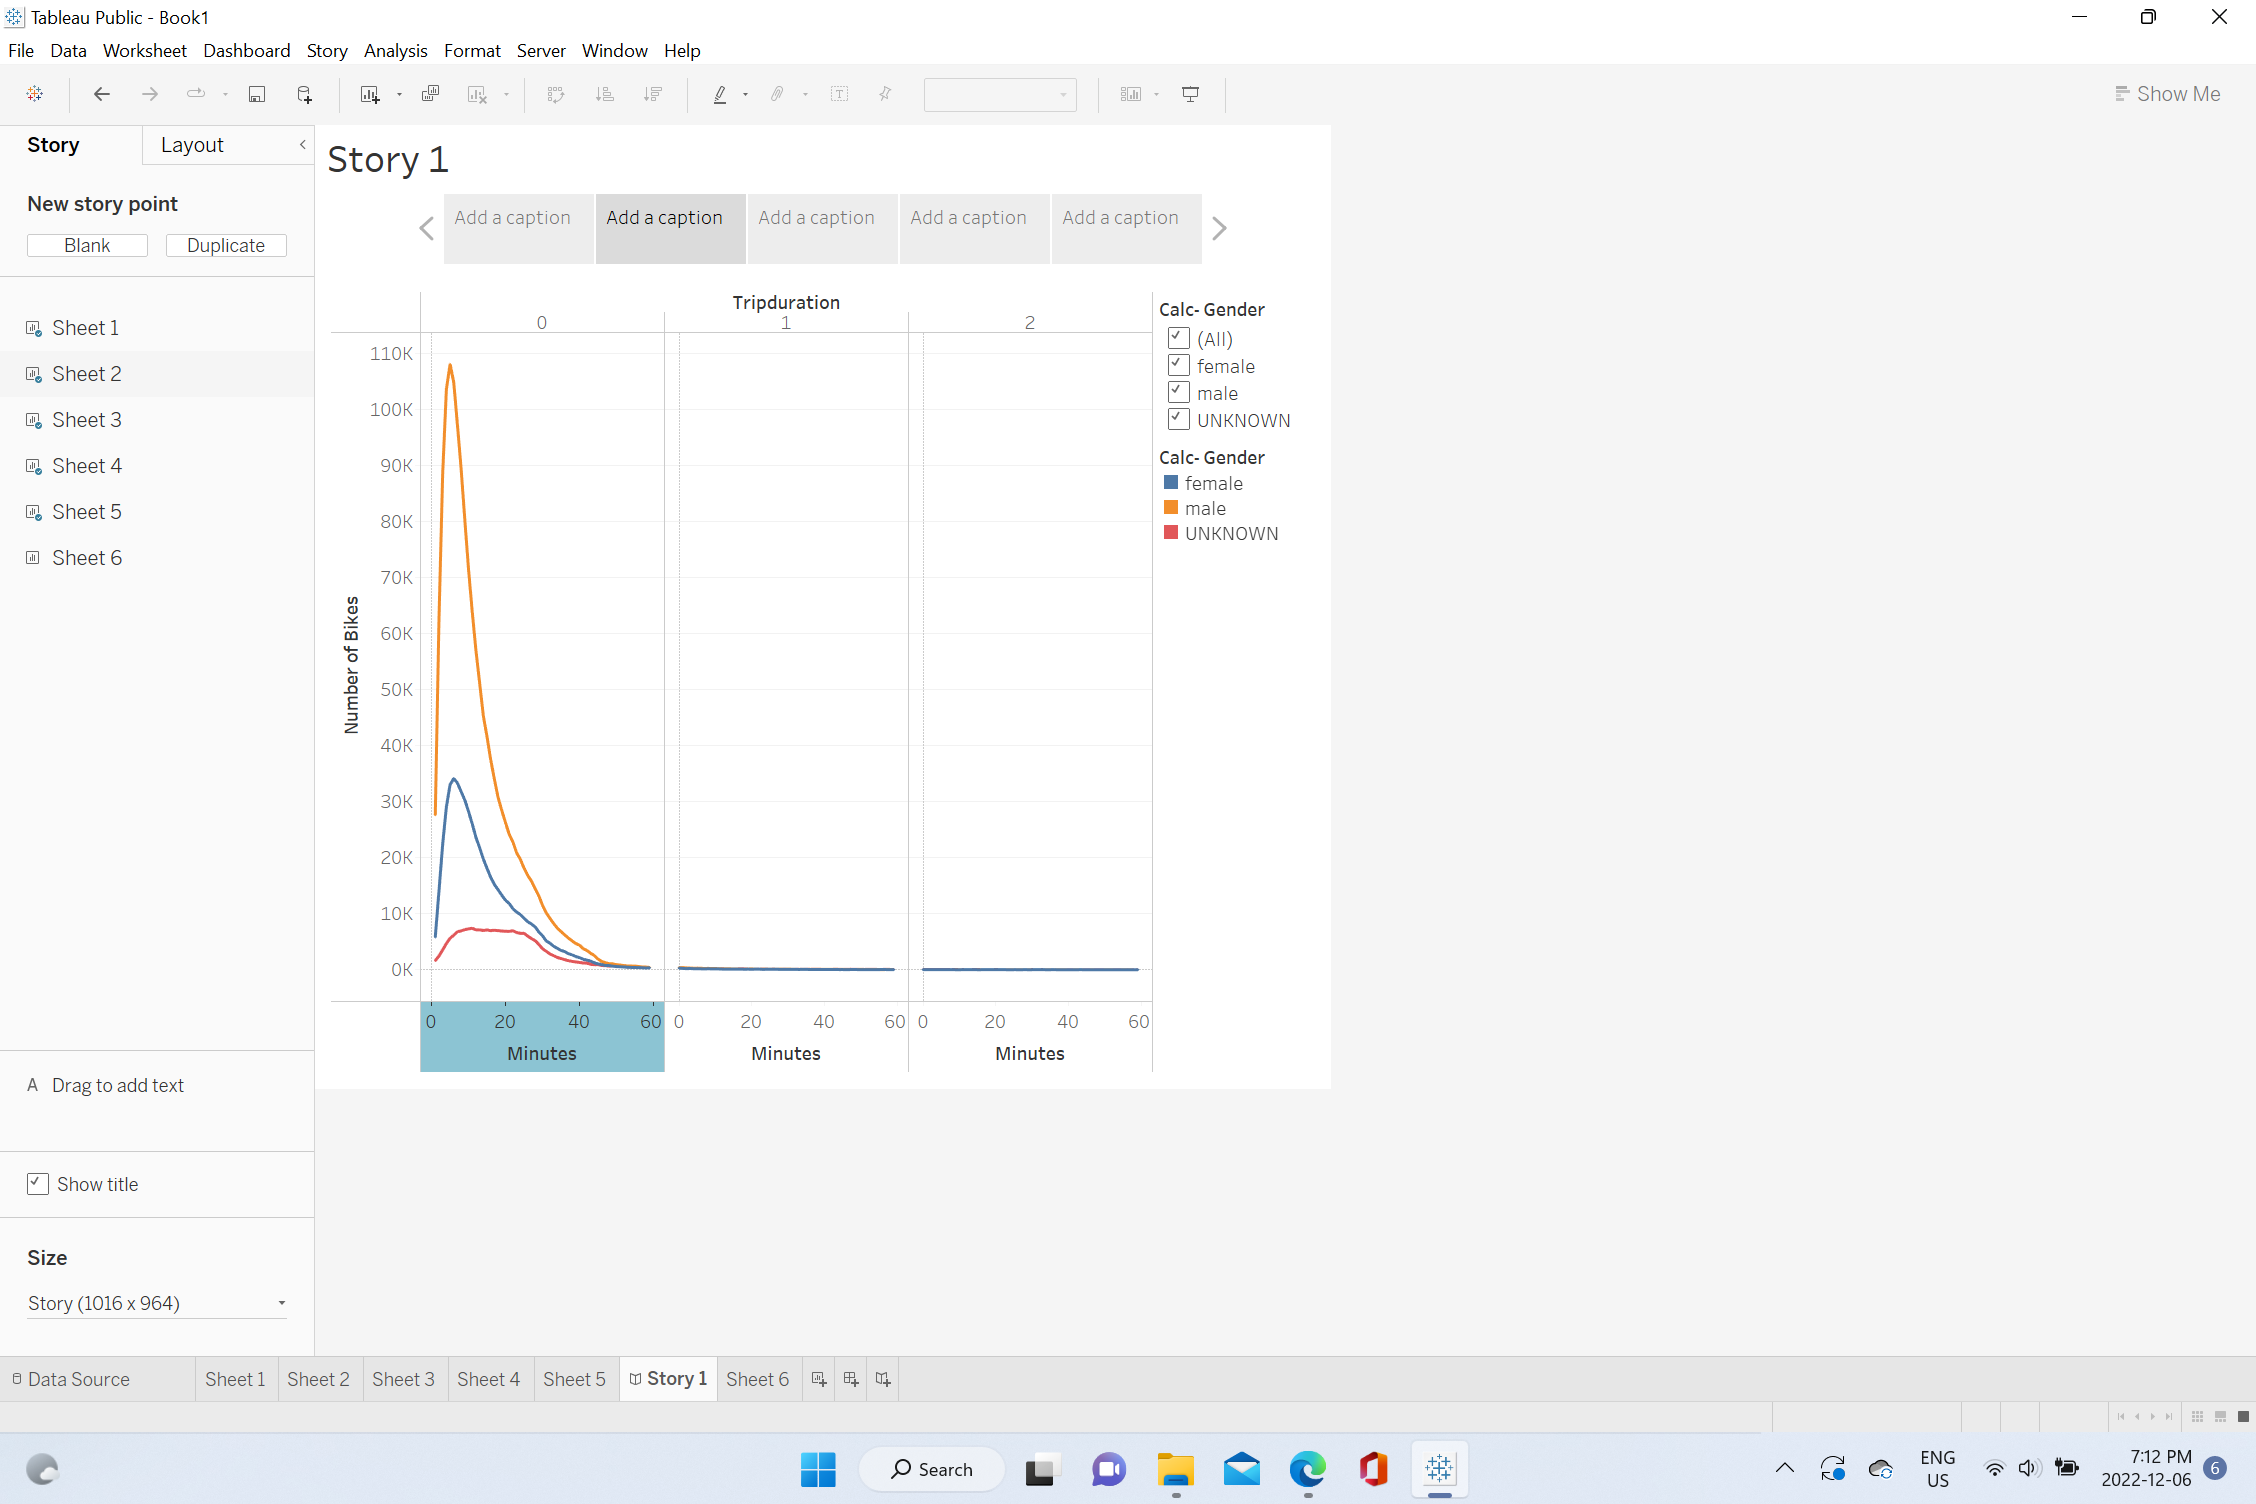 Tableau Public - Book1
File Data Worksheet Dashboard Story Analysis Format Server Window Help
Show Me
Story Layout
New story point
Blank Duplicate
Sheet 1
Sheet 2
Sheet 3
Sheet 4
Sheet 5
Sheet 6
A Drag to add text
Show title
Size
Story (1016 x 964)
Story 1
Add a caption Add a caption Add a caption Add a caption Add a caption
Tripduration
0 1 2
110K
100K
90K
80K
70K
60K
50K
40K
30K
20K
10K
0K
Number of Bikes
0 20 40 60 0 20 40 60 0 20 40 60
Minutes Minutes Minutes
Calc- Gender
(All)
female
male
UNKNOWN
Calc- Gender
female
male
UNKNOWN
Data Source Sheet 1 Sheet 2 Sheet 3 Sheet 4 Sheet 5 Story 1 Sheet 6
Search
ENG
US
7:12 PM
2022-12-06
6